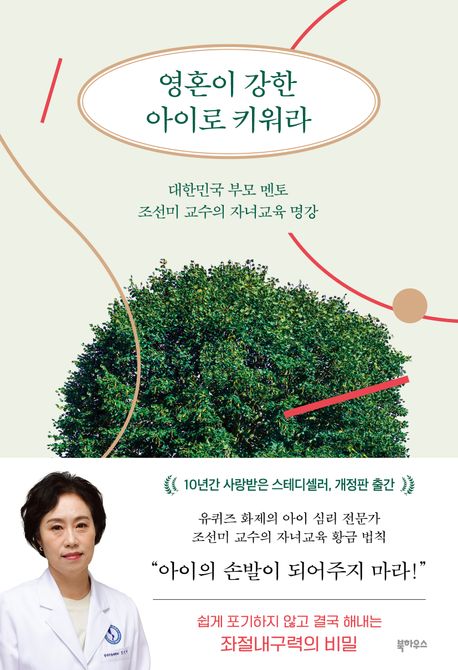 영혼이 강한
아이로 키워라
대한민국 부모 멘토
조선미 교수의 자녀교육 명강
10년간 사랑받은 스테디셀러, 개정판 출간
유퀴즈 화제의 아이 심리 전문가
조선미 교수의 자녀교육 황금 법칙
“아이의 손발이 되어주지 마라!”
쉽게 포기하지 않고 결국 해내는
좌절내구력의 비밀
북하우스